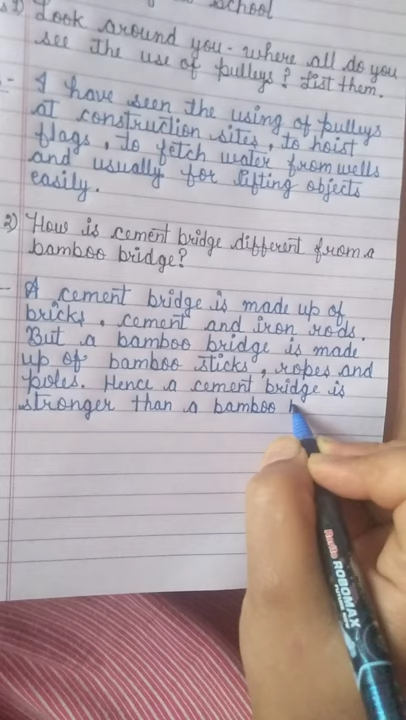 School
2) Look around you - where all do you
see the use of pulleys? List them.
I have seen the using of pulleys
at construction sites, to hoist
flags, to fetch water from wells
and usually for lifting objects
easily.
3) How is cement bridge different from a
bamboo bridge?
A cement bridge is made up of
bricks, cement and iron rods.
But a bamboo bridge is made
up of bamboo sticks, ropes and
poles. Hence a cement bridge is
stronger than a bamboo b
ROBOMAX